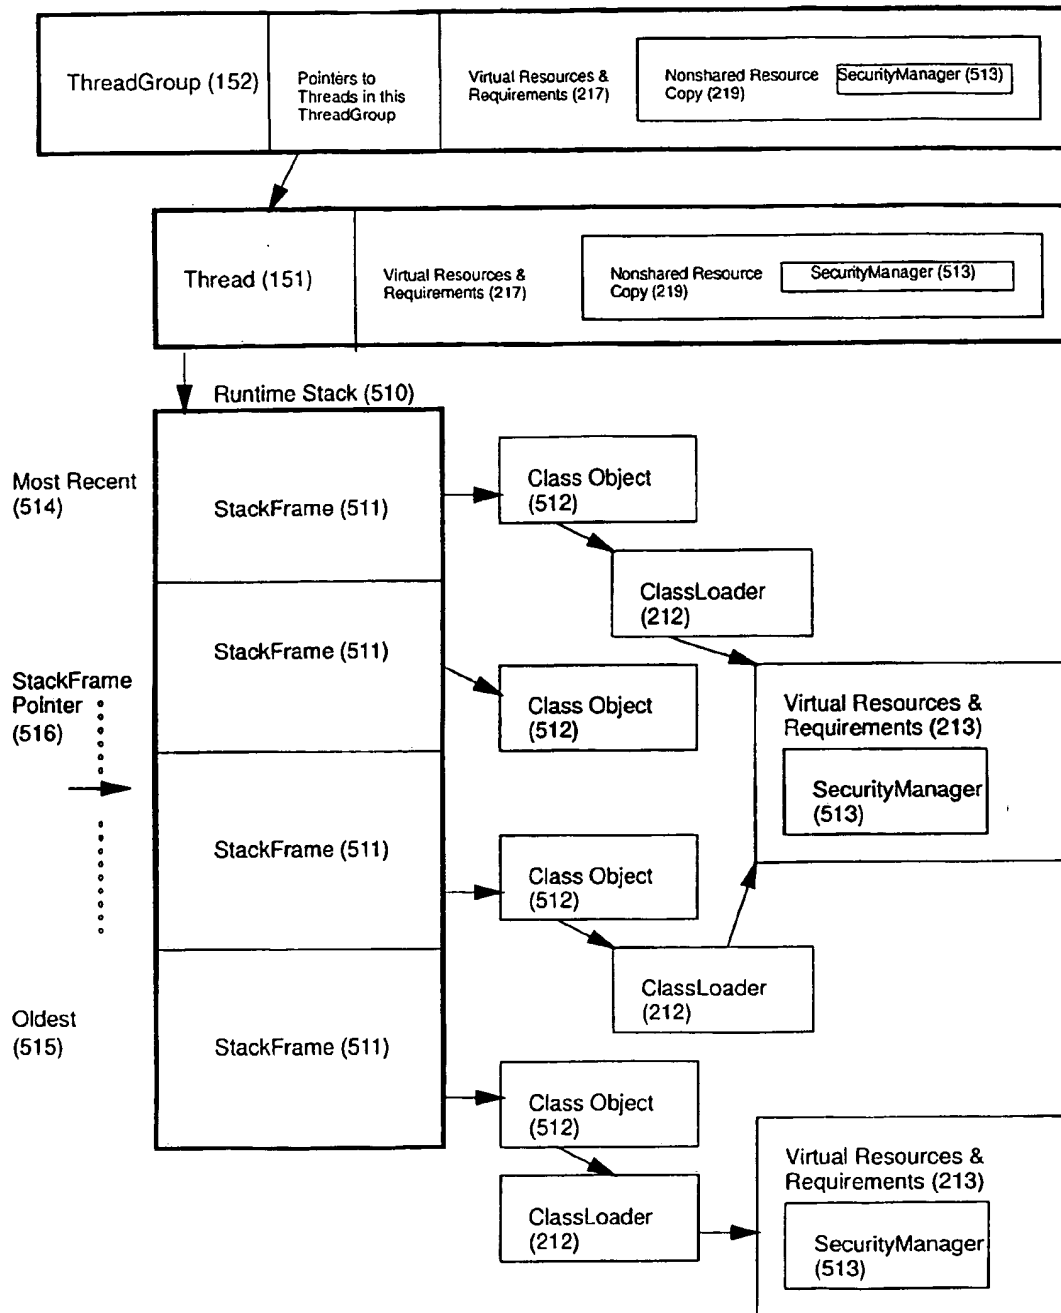 ThreadGroup (152)
Pointers to
Threads in this
ThreadGroup
Virtual Resources &
Requirements (217)
Nonshared Resource
Copy (219)
SecurityManager (513)
Thread (151)
Virtual Resources &
Requirements (217)
Nonshared Resource
Copy (219)
SecurityManager (513)
Runtime Stack (510)
Most Recent
(514)
StackFrame (511)
Class Object
(512)
ClassLoader
(212)
StackFrame (511)
StackFrame
Pointer
(516)
Class Object
(512)
Virtual Resources &
Requirements (213)
SecurityManager
(513)
StackFrame (511)
Class Object
(512)
ClassLoader
(212)
Oldest
(515)
StackFrame (511)
Class Object
(512)
ClassLoader
(212)
Virtual Resources &
Requirements (213)
SecurityManager
(513)